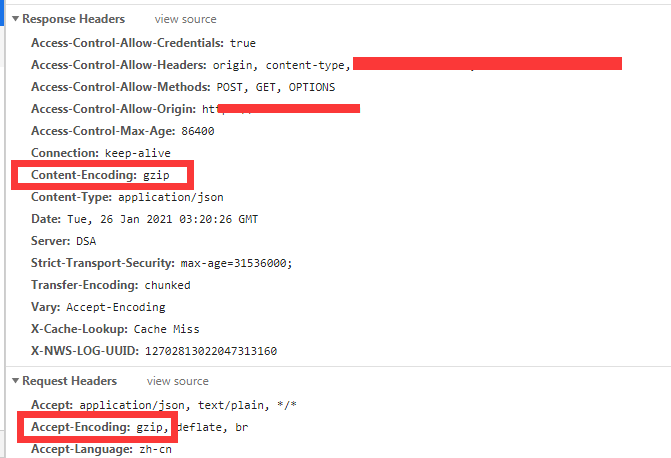 Response Headers view source
Access-Control-Allow-Credentials: true
Access-Control-Allow-Headers: origin, content-type,
Access-Control-Allow-Methods: POST, GET, OPTIONS
Access-Control-Allow-Origin:
Access-Control-Max-Age: 86400
Connection: keep-alive
Content-Encoding: gzip
Content-Type: application/json
Date: Tue, 26 Jan 2021 03:20:26 GMT
Server: DSA
Strict-Transport-Security: max-age=31536000;
Transfer-Encoding: chunked
Vary: Accept-Encoding
X-Cache-Lookup: Cache Miss
X-NWS-LOG-UUID: 12702813022047313160
Request Headers view source
Accept: application/json, text/plain, */*
Accept-Encoding: gzip, deflate, br
Accept-Language: zh-cn